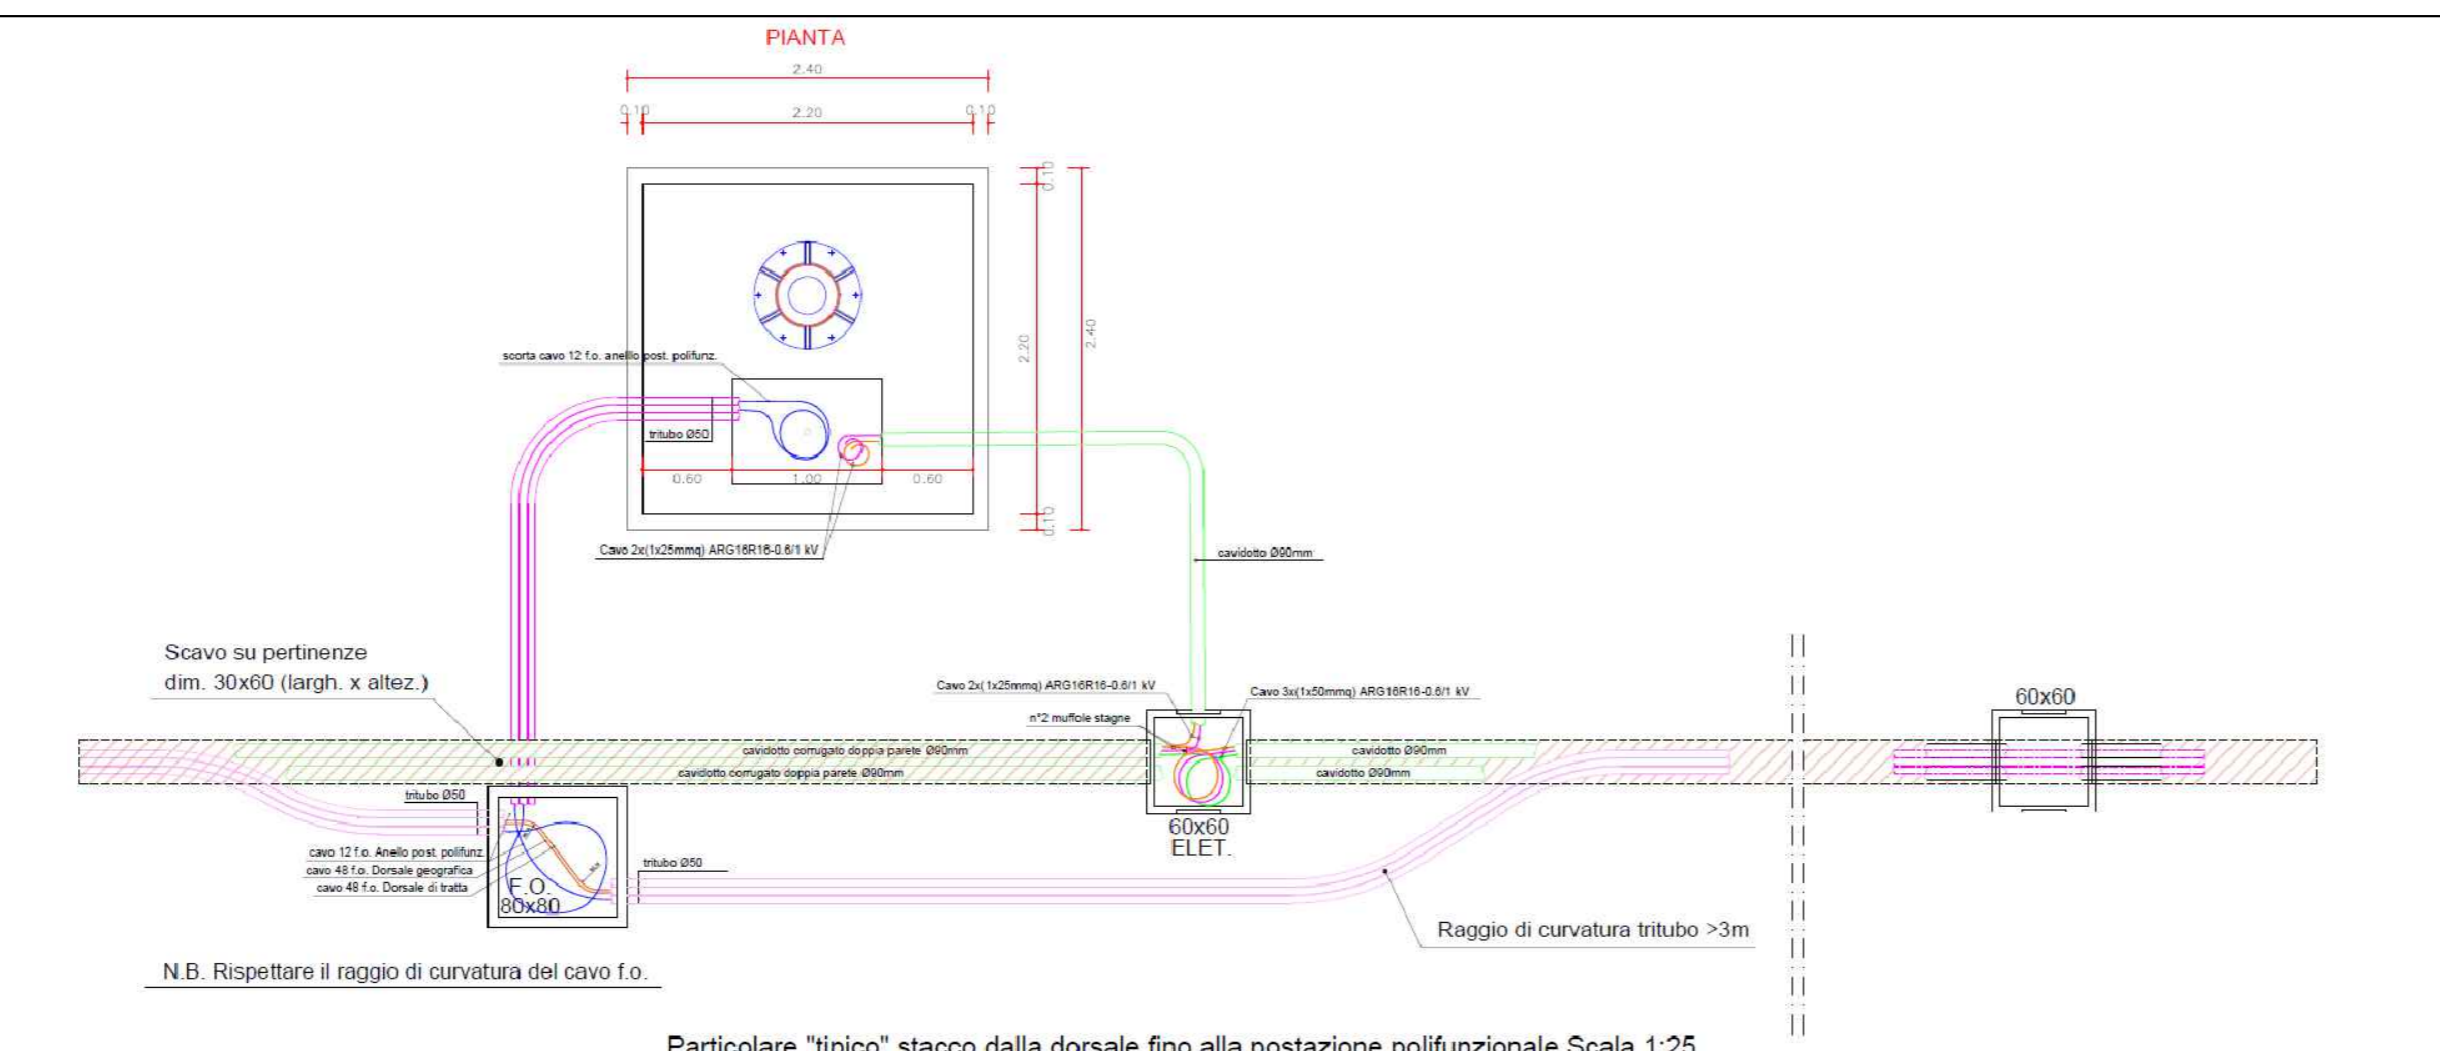 PIANTA
2.40
0.10
2.20
0.10
0.10
2.20
2.40
0.10
scorta cavo 12 f.o. anello post. polifunz.
tritubo Ø50
0.60
1.00
0.60
Cavo 2x(1x25mmq) ARG16R16-0.6/1 kV
cavidotto Ø90mm
Scavo su pertinenze
dim. 30x60 (largh. x altez.)
Cavo 2x(1x25mmq) ARG16R16-0.6/1 kV
Cavo 3x(1x50mmq) ARG16R16-0.6/1 kV
n°2 muffole stagne
60x60
cavidotto corrugato doppia parete Ø90mm
cavidotto Ø90mm
cavidotto corrugato doppia parete Ø90mm
cavidotto Ø90mm
tritubo Ø50
60x60
ELET.
cavo 12 f.o. Anello post. polifunz.
cavo 48 f.o. Dorsale geografica
cavo 48 f.o. Dorsale di tratta
tritubo Ø50
F.O.
80x80
Raggio di curvatura tritubo >3m
N.B. Rispettare il raggio di curvatura del cavo f.o.
Particolare "tipico" stacco dalla dorsale fino alla postazione polifunzionale Scala 1:25